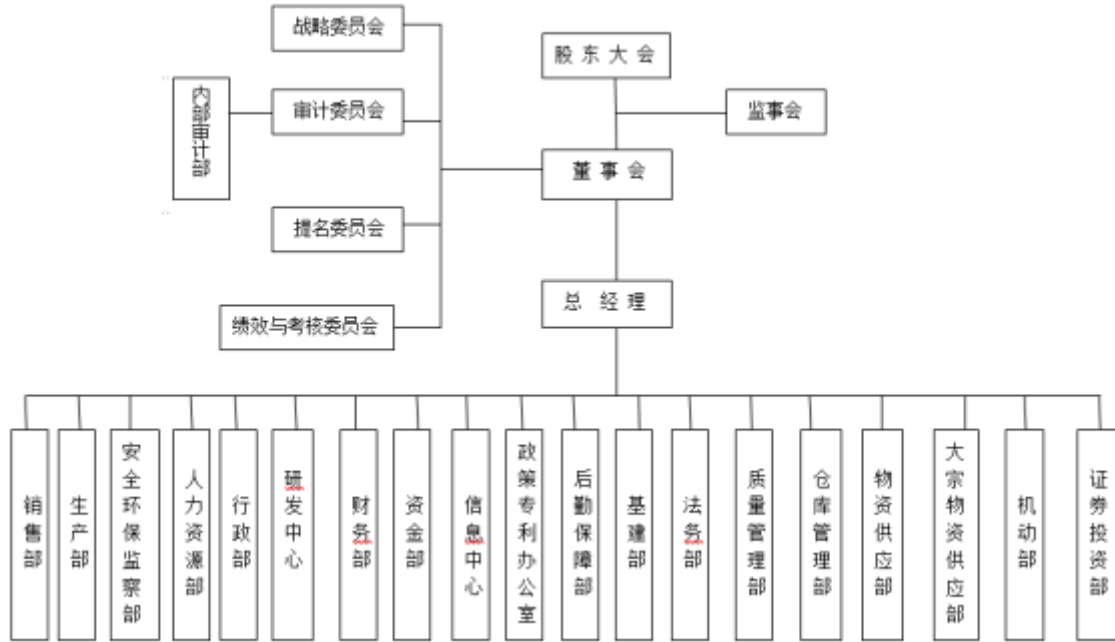 战略委员会
股东大会
内部审计部
审计委员会
监事会
董事会
提名委员会
总经理
绩效与考核委员会
销售部
生产部
安全环保监察部
人力资源部
行政部
研发中心
财务部
资金部
信息中心
政策专利办公室
后勤保障部
基建部
法务部
质量管理部
仓库管理部
物资供应部
大宗物资供应部
机动部
证券投资部